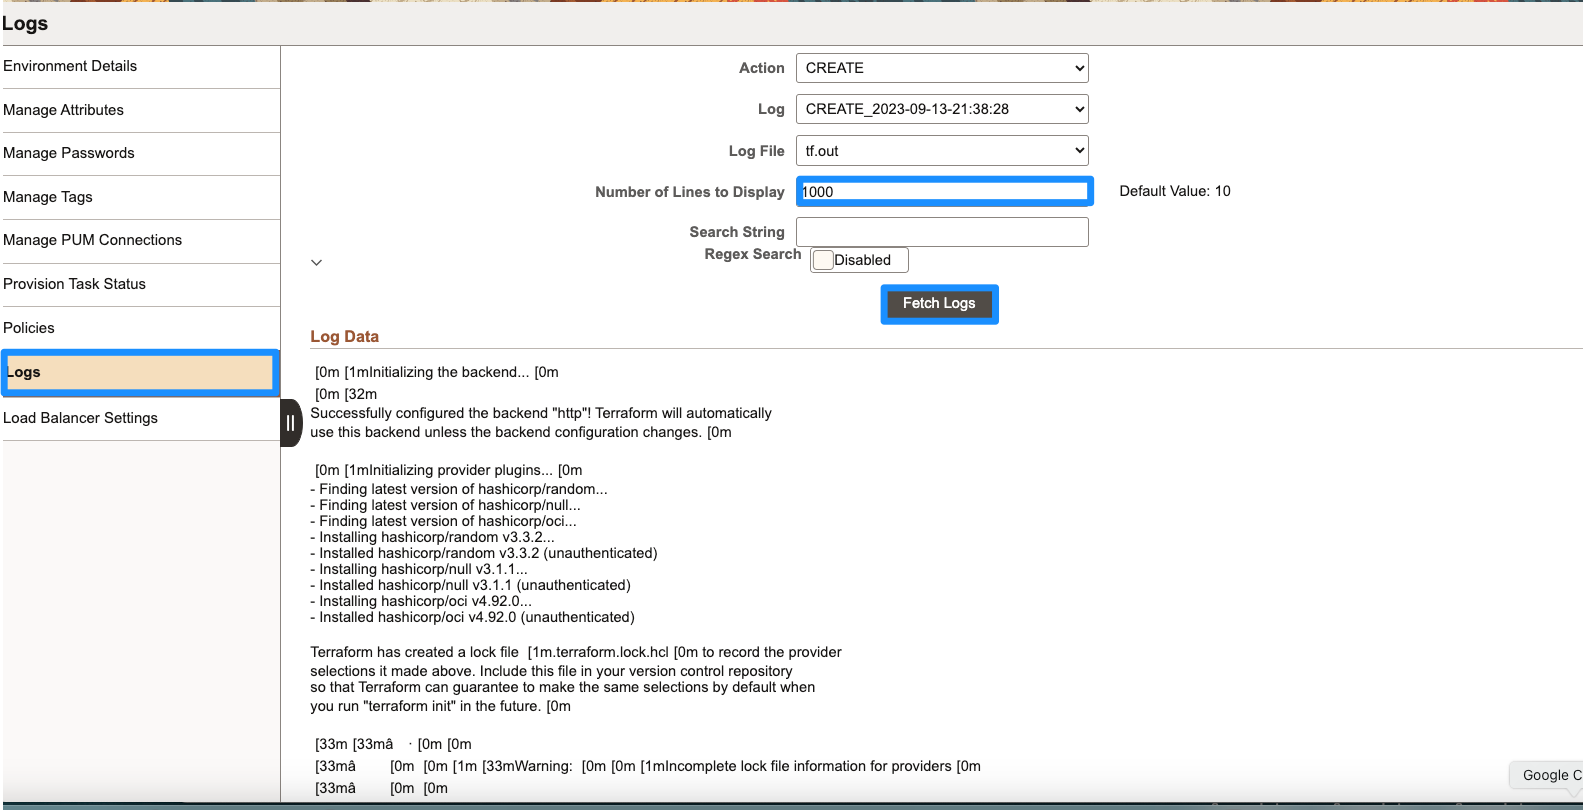 Logs
Environment Details
Manage Attributes
Manage Passwords
Manage Tags
Manage PUM Connections
Provision Task Status
Policies
Logs
Load Balancer Settings
Action CREATE
Log CREATE_2023-09-13-21:38:28
Log File tf.out
Number of Lines to Display 1000 Default Value: 10
Search String
Regex Search Disabled
Fetch Logs
Log Data
[0m [1mInitializing the backend... [0m
[0m [32m
Successfully configured the backend "http"! Terraform will automatically
use this backend unless the backend configuration changes. [0m
[0m [1mInitializing provider plugins... [0m
- Finding latest version of hashicorp/random...
- Finding latest version of hashicorp/null...
- Finding latest version of hashicorp/oci...
- Installing hashicorp/random v3.3.2...
- Installed hashicorp/random v3.3.2 (unauthenticated)
- Installing hashicorp/null v3.1.1...
- Installed hashicorp/null v3.1.1 (unauthenticated)
- Installing hashicorp/oci v4.92.0...
- Installed hashicorp/oci v4.92.0 (unauthenticated)
Terraform has created a lock file [1m.terraform.lock.hcl [0m to record the provider
selections it made above. Include this file in your version control repository
so that Terraform can guarantee to make the same selections by default when
you run "terraform init" in the future. [0m
[33m [33mâ · [0m [0m
[33mâ [0m [0m [1m [33mWarning: [0m [0m [1mIncomplete lock file information for providers [0m
[33mâ [0m [0m
Google C